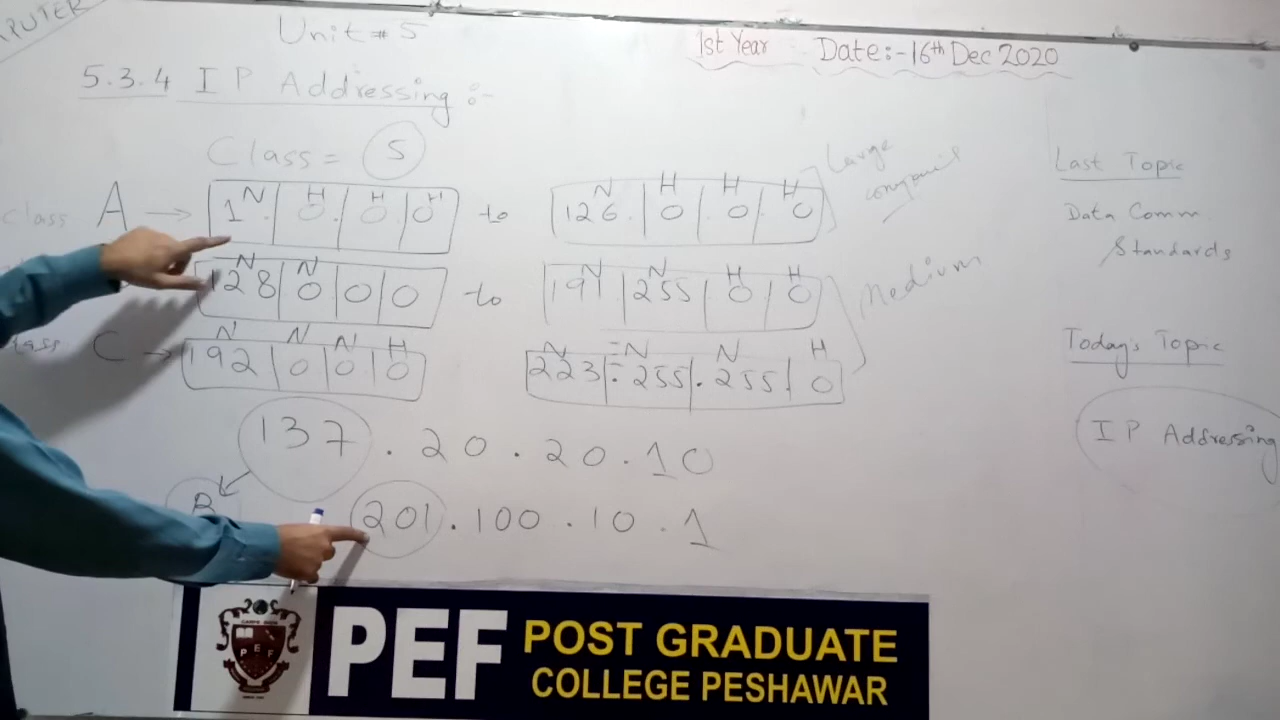 PUTER
Unit # 5
1st Year Date:-16th Dec 2020
5.3.4 IP Addressing :-
Class = 5
Large
Last Topic
class A → 1 N . H 0 . H 0 . H 0 to N 126 . H 0 . H 0 . H 0
Data Comm.
Standards
N 128 N 0 0 0 to N 191 N 255 H 0 H 0 Medium
C → N 192 N 0 N 0 H 0 N 223 . N 255 . N 255 H 0
Today's Topic
IP Addressing
137 . 20 . 20 . 10
B
201 . 100 . 10 . 1
PEF POST GRADUATE
COLLEGE PESHAWAR
P E F